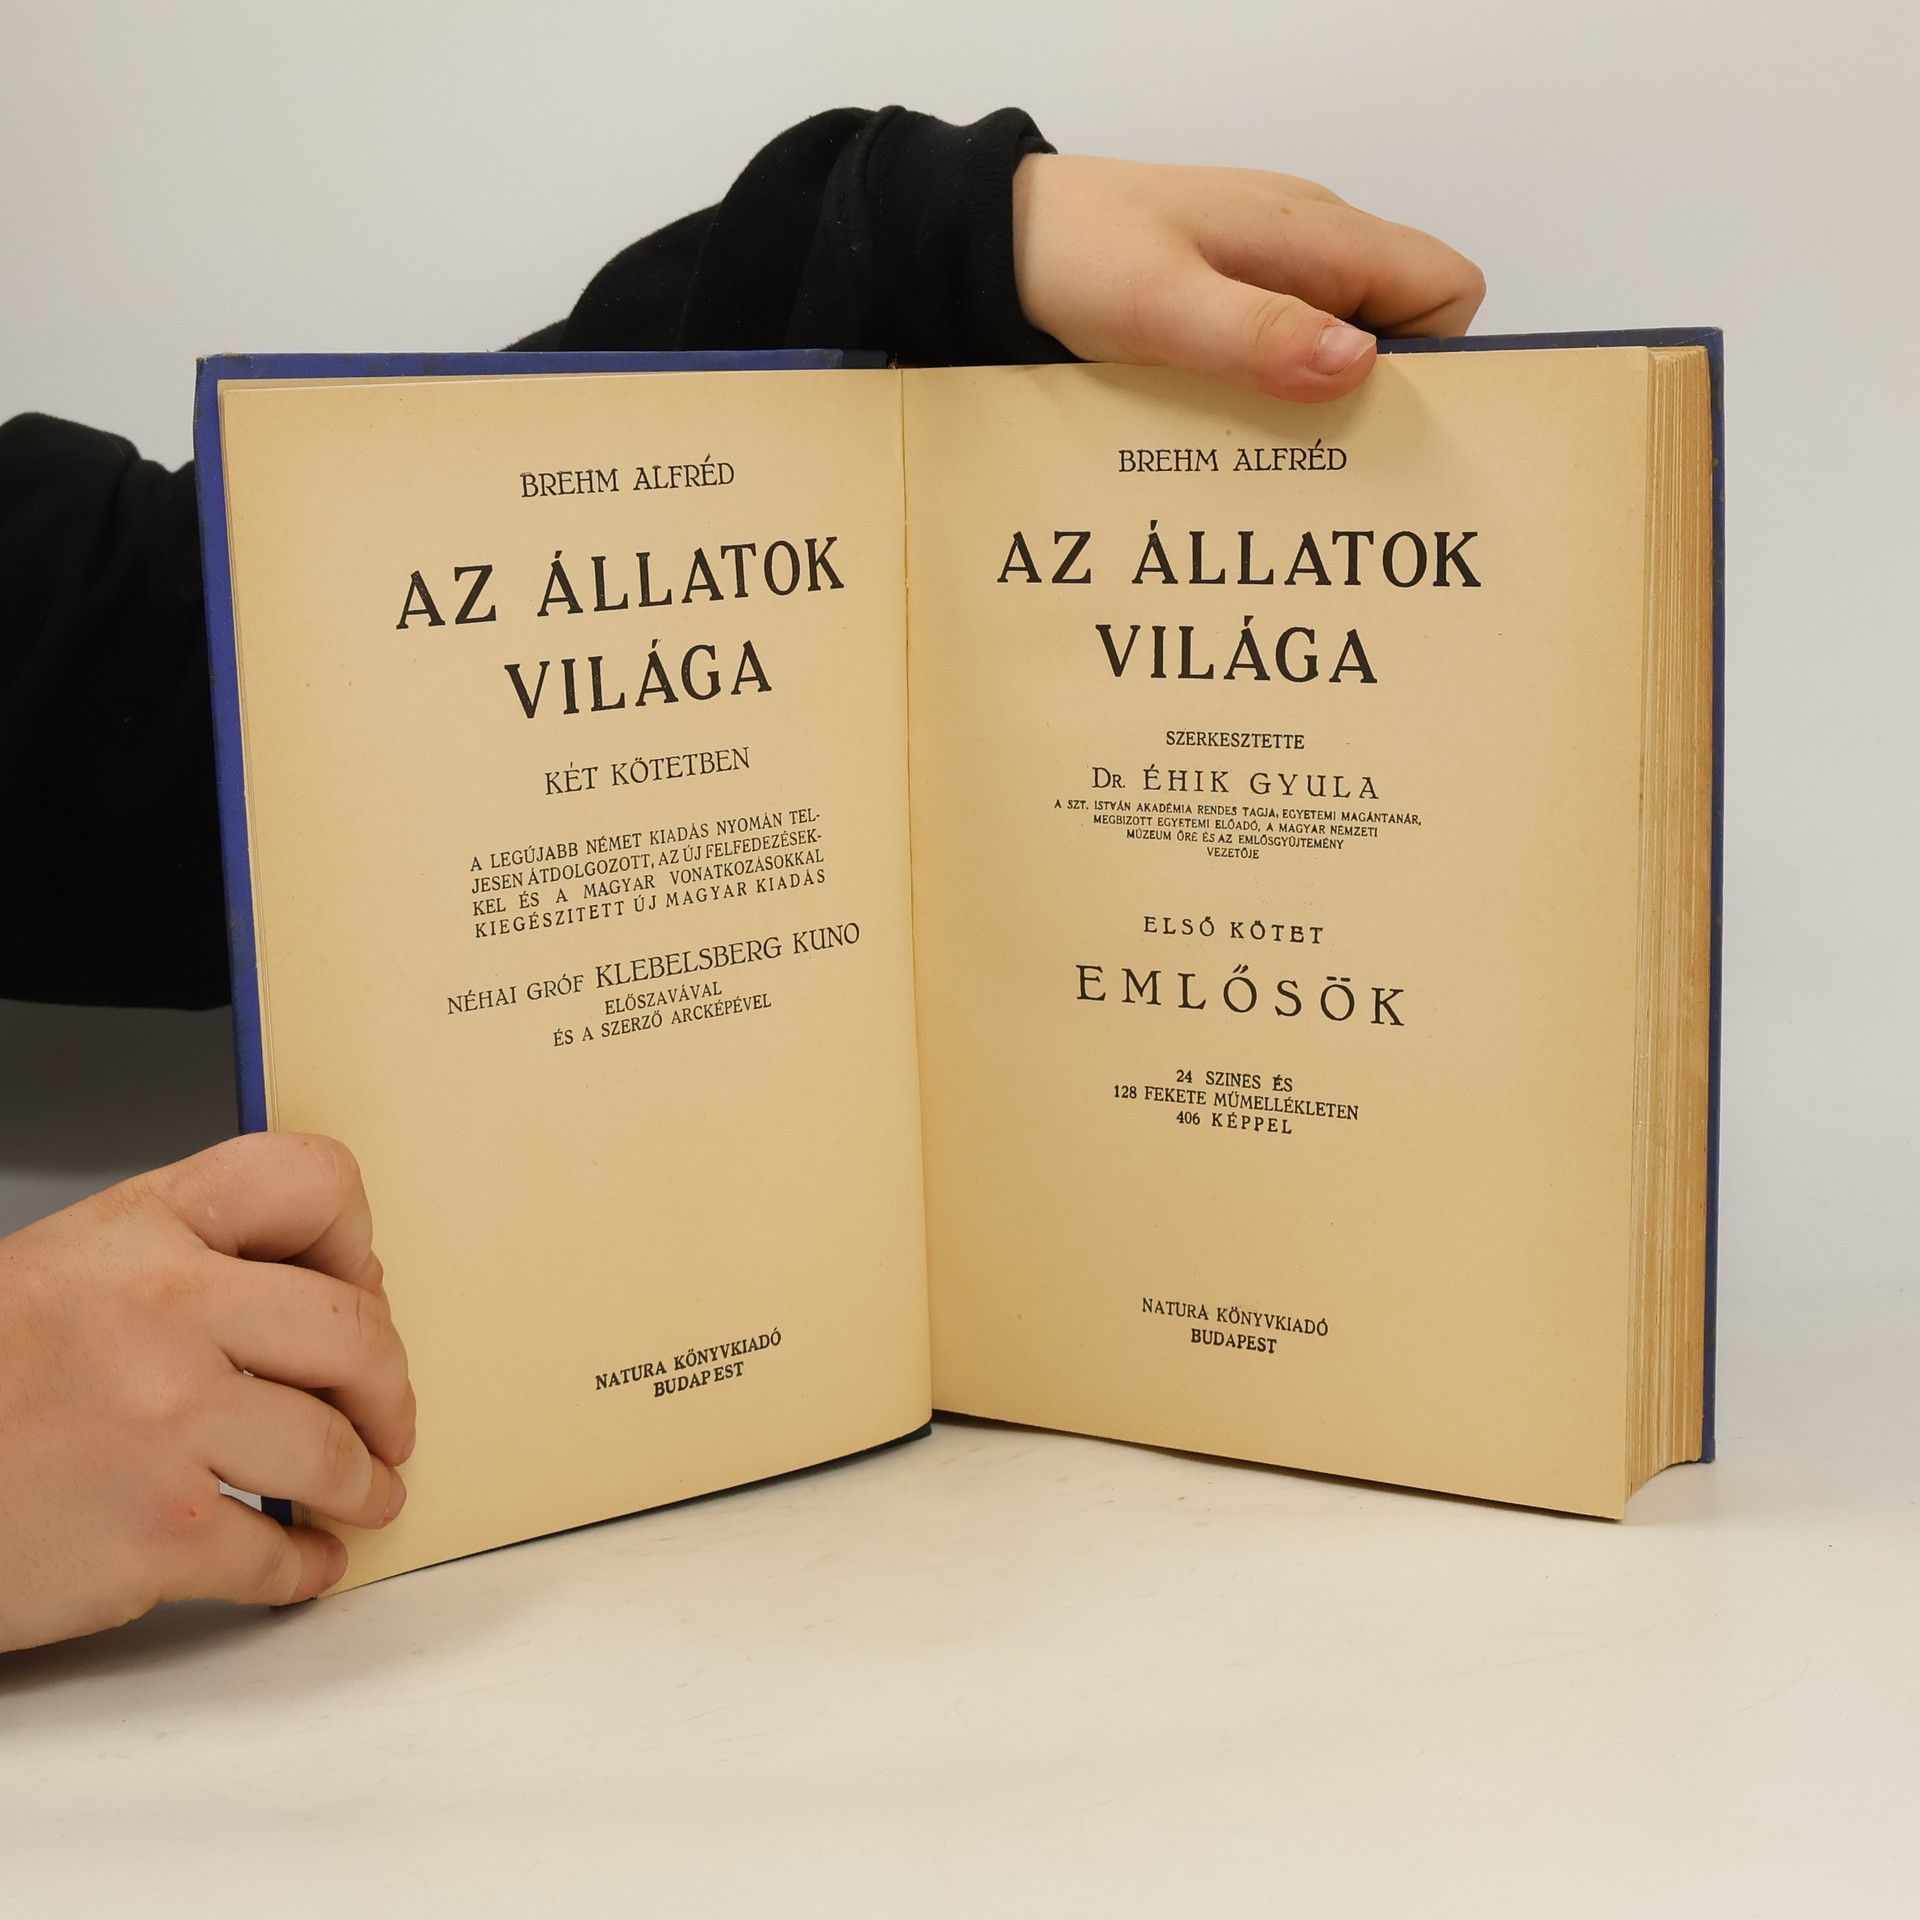 BREHM ALFRÉD
AZ ÁLLATOK
VILÁGA
KÉT KÖTETBEN
A LEGÚJABB NÉMET KIADÁS NYOMÁN TEL-
JESEN ÁTDOLGOZOTT, AZ ÚJ FELFEDEZÉSEK-
KEL ÉS A MAGYAR VONATKOZÁSOKKAL
KIEGÉSZITETT ÚJ MAGYAR KIADÁS
NÉHAI GRÓF KLEBELSBERG KUNO
ELŐSZAVÁVAL
ÉS A SZERZŐ ARCKÉPÉVEL
NATURA KÖNYVKIADÓ
BUDAPEST
BREHM ALFRÉD
AZ ÁLLATOK
VILÁGA
SZERKESZTETTE
DR. ÉHIK GYULA
A SZT. ISTVÁN AKADÉMIA RENDES TAGJA, EGYETEMI MAGÁNTANÁR,
MEGBIZOTT EGYETEMI ELŐADÓ, A MAGYAR NEMZETI
MÚZEUM ŐRE ÉS AZ EMLŐSGYŰJTEMÉNY
VEZETŐJE
ELSŐ KÖTET
EMLŐSÖK
24 SZINES ÉS
128 FEKETE MŰMELLÉKLETEN
406 KÉPPEL
NATURA KÖNYVKIADÓ
BUDAPEST